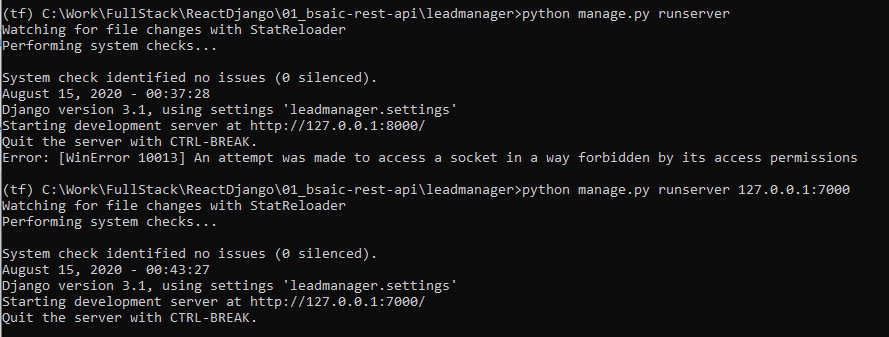 (tf) C:\Work\FullStack\ReactDjango\01_bsaic-rest-api\leadmanager>python manage.py runserver
Watching for file changes with StatReloader
Performing system checks...
System check identified no issues (0 silenced).
August 15, 2020 - 00:37:28
Django version 3.1, using settings 'leadmanager.settings'
Starting development server at http://127.0.0.1:8000/
Quit the server with CTRL-BREAK.
Error: [WinError 10013] An attempt was made to access a socket in a way forbidden by its access permissions
(tf) C:\Work\FullStack\ReactDjango\01_bsaic-rest-api\leadmanager>python manage.py runserver 127.0.0.1:7000
Watching for file changes with StatReloader
Performing system checks...
System check identified no issues (0 silenced).
August 15, 2020 - 00:43:27
Django version 3.1, using settings 'leadmanager.settings'
Starting development server at http://127.0.0.1:7000/
Quit the server with CTRL-BREAK.